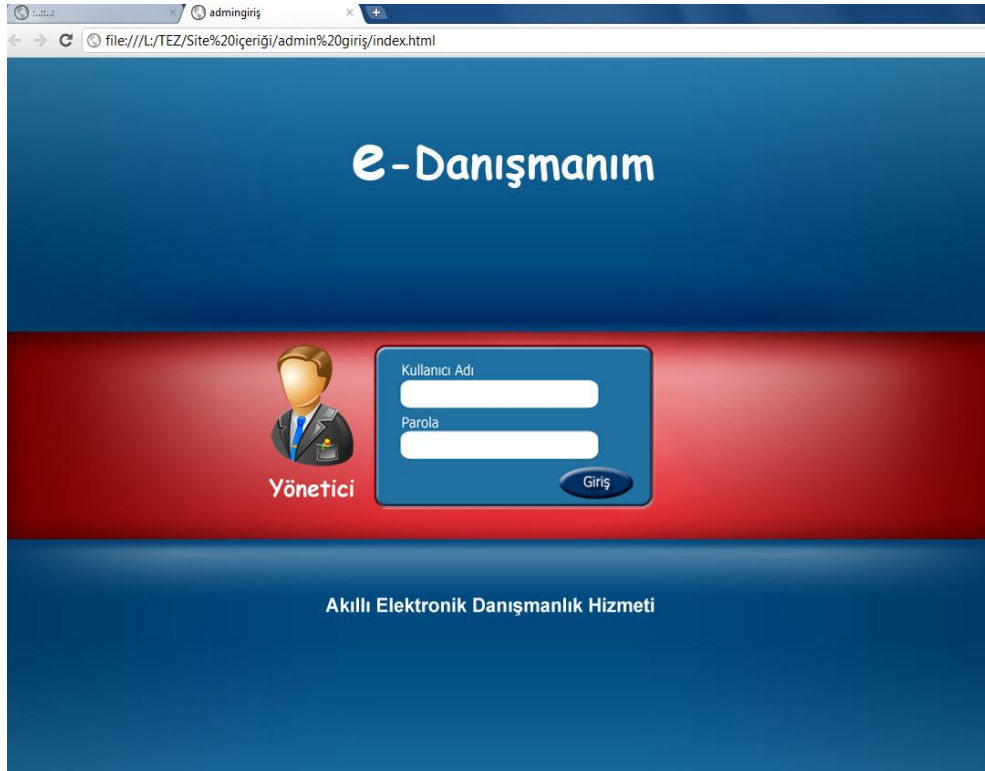 admingiriş
file:///L:/TEZ/Site%20içeriği/admin%20giriş/index.html
e-Danışmanım
Kullanıcı Adı
Parola
Giriş
Yönetici
Akıllı Elektronik Danışmanlık Hizmeti